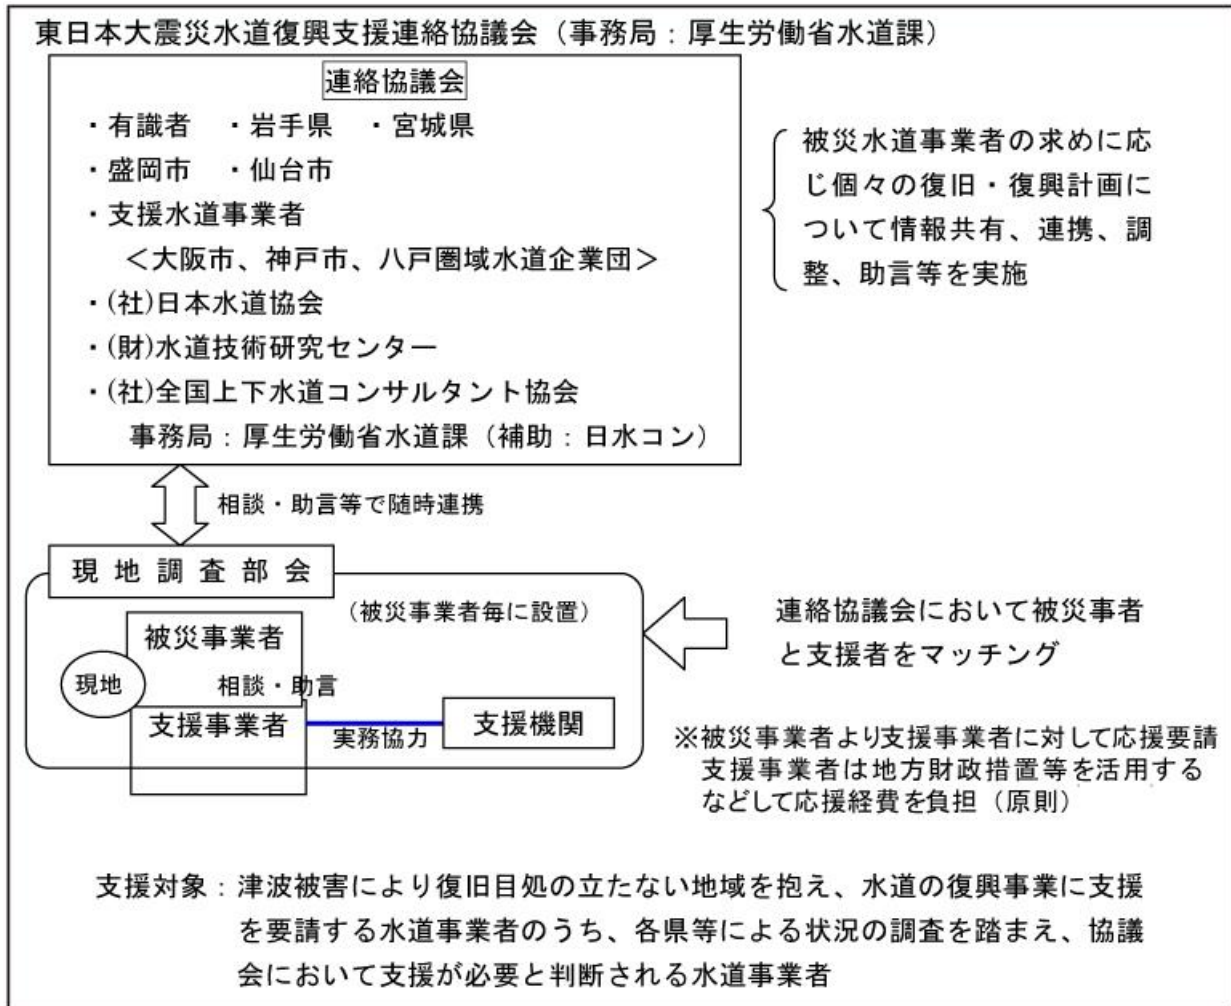 東日本大震災水道復興支援連絡協議会（事務局：厚生労働省水道課）
連絡協議会
・有識者　・岩手県　・宮城県
・盛岡市　・仙台市
・支援水道事業者
＜大阪市、神戸市、八戸圏域水道企業団＞
・(社)日本水道協会
・(財)水道技術研究センター
・(社)全国上下水道コンサルタント協会
事務局：厚生労働省水道課（補助：日水コン）
被災水道事業者の求めに応
じ個々の復旧・復興計画に
ついて情報共有、連携、調
整、助言等を実施
相談・助言等で随時連携
現地調査部会
（被災事業者毎に設置）
被災事業者
現地
相談・助言
支援事業者
実務協力
支援機関
連絡協議会において被災事者
と支援者をマッチング
※被災事業者より支援事業者に対して応援要請
支援事業者は地方財政措置等を活用する
などして応援経費を負担（原則）
支援対象：津波被害により復旧目処の立たない地域を抱え、水道の復興事業に支援
を要請する水道事業者のうち、各県等による状況の調査を踏まえ、協議
会において支援が必要と判断される水道事業者